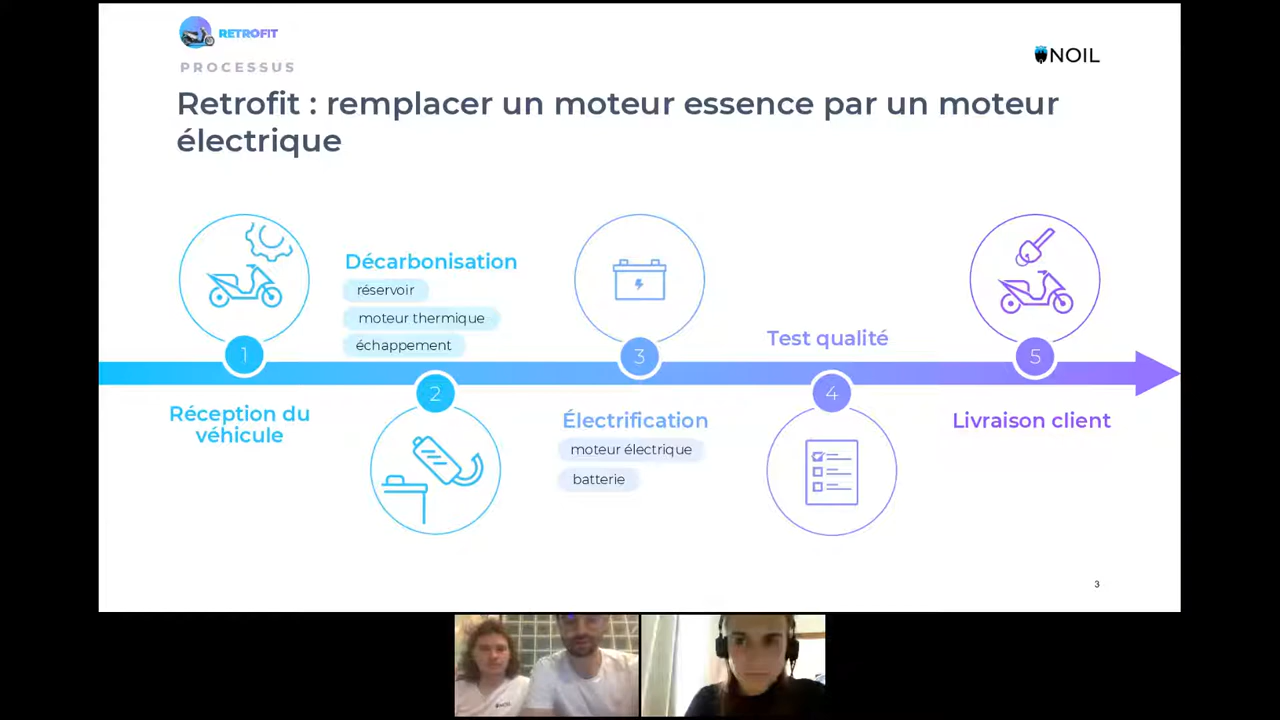 RETROFIT
NOIL
PROCESSUS
Retrofit : remplacer un moteur essence par un moteur
électrique
Décarbonisation
réservoir
moteur thermique
échappement
Test qualité
1
3
5
2
4
Réception du
véhicule
Électrification
moteur électrique
batterie
Livraison client
3
NOIL